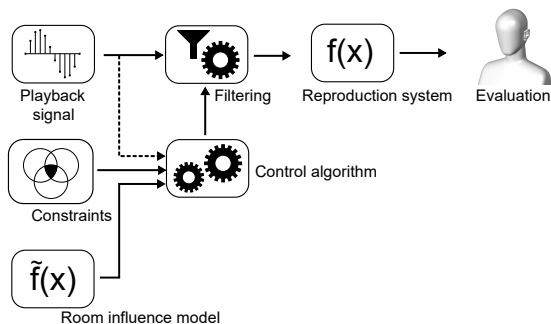 f(x)
Playback
signal
Filtering
Reproduction system
Evaluation
Control algorithm
Constraints
f̃(x)
Room influence model